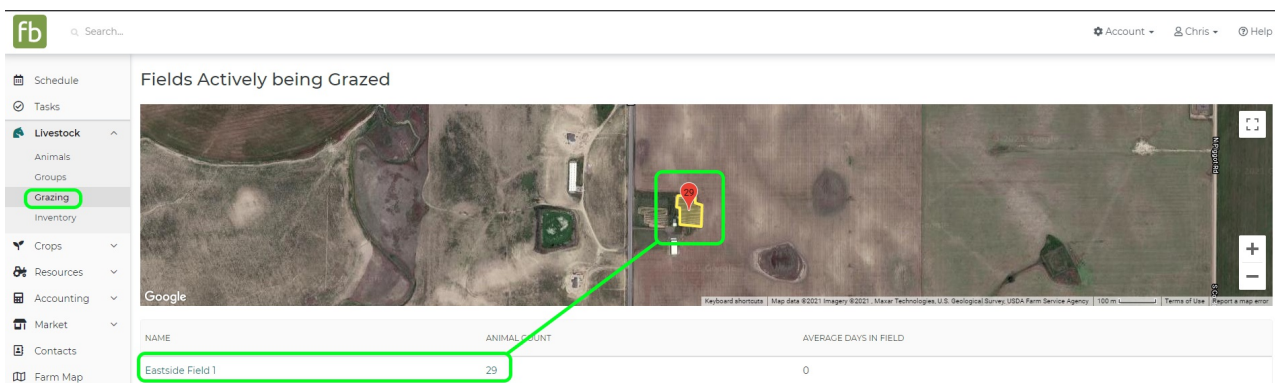 fb
Search...
Account
Chris
Help
Schedule
Tasks
Livestock
Animals
Groups
Grazing
Inventory
Crops
Resources
Accounting
Market
Contacts
Farm Map
Fields Actively being Grazed
29
N Piggott Rd
Google
Keyboard shortcuts Map data ©2021 Imagery ©2021 , Maxar Technologies, U.S. Geological Survey, USDA Farm Service Agency 100 m Terms of Use Report a map error
NAME ANIMAL COUNT AVERAGE DAYS IN FIELD
Eastside Field 1 29 0